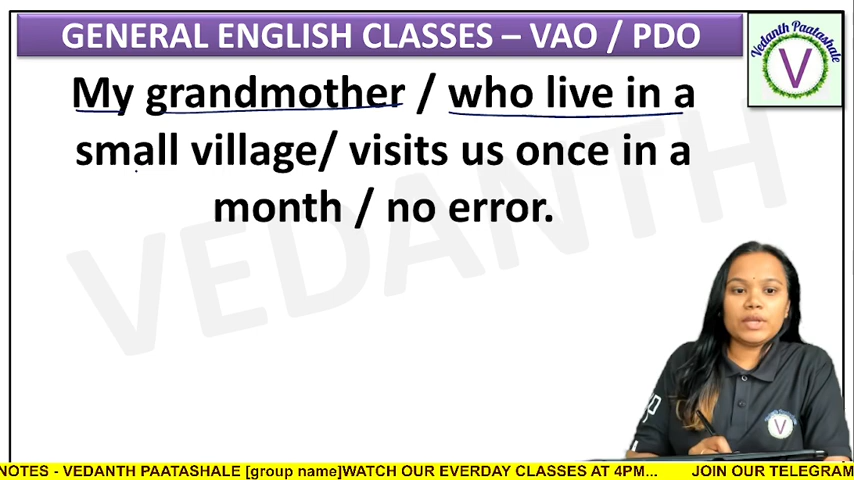 GENERAL ENGLISH CLASSES – VAO / PDO
Vedanth Paatashale
V
My grandmother / who live in a
small village/ visits us once in a
month / no error.
VEDANTH
V
NOTES - VEDANTH PAATASHALE [group name]WATCH OUR EVERDAY CLASSES AT 4PM... JOIN OUR TELEGRAM